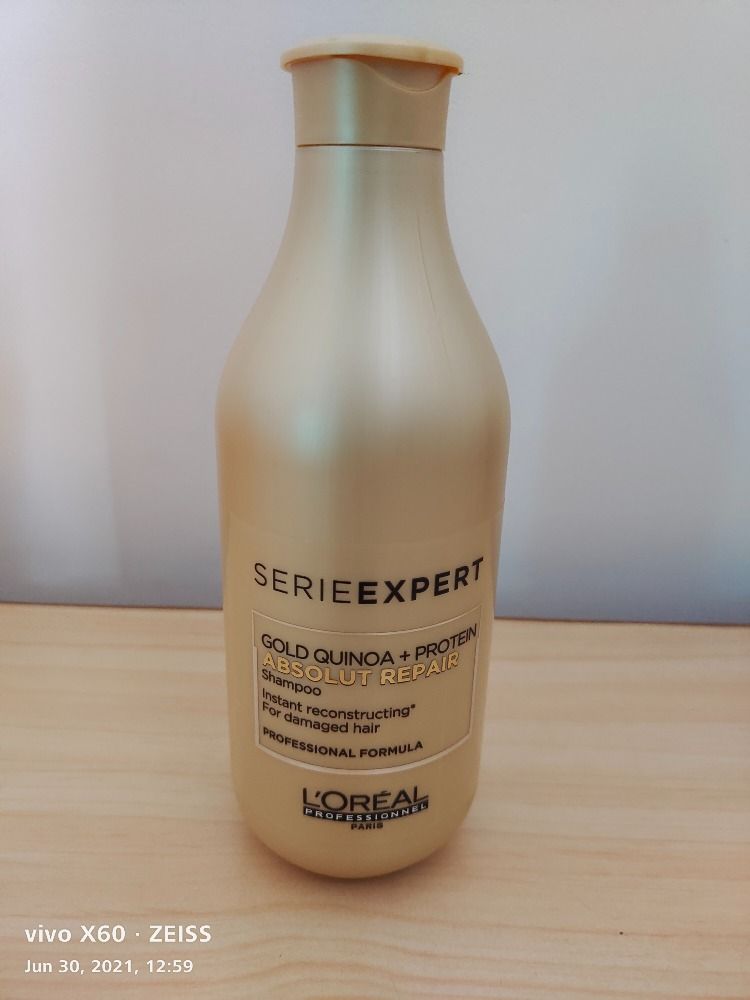 SERIEEXPERT
GOLD QUINOA + PROTEIN
ABSOLUT REPAIR
Shampoo
Instant reconstructing*
For damaged hair
PROFESSIONAL FORMULA
L'ORÉAL
PROFESSIONNEL
PARIS
vivo X60 · ZEISS
Jun 30, 2021, 12:59